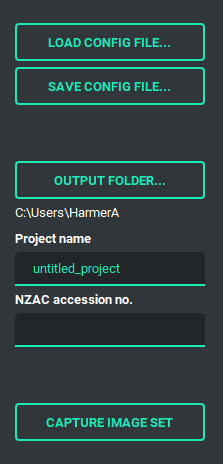 LOAD CONFIG FILE...
SAVE CONFIG FILE...
OUTPUT FOLDER...
C:\Users\HarmerA
Project name
untitled_project
NZAC accession no.
CAPTURE IMAGE SET